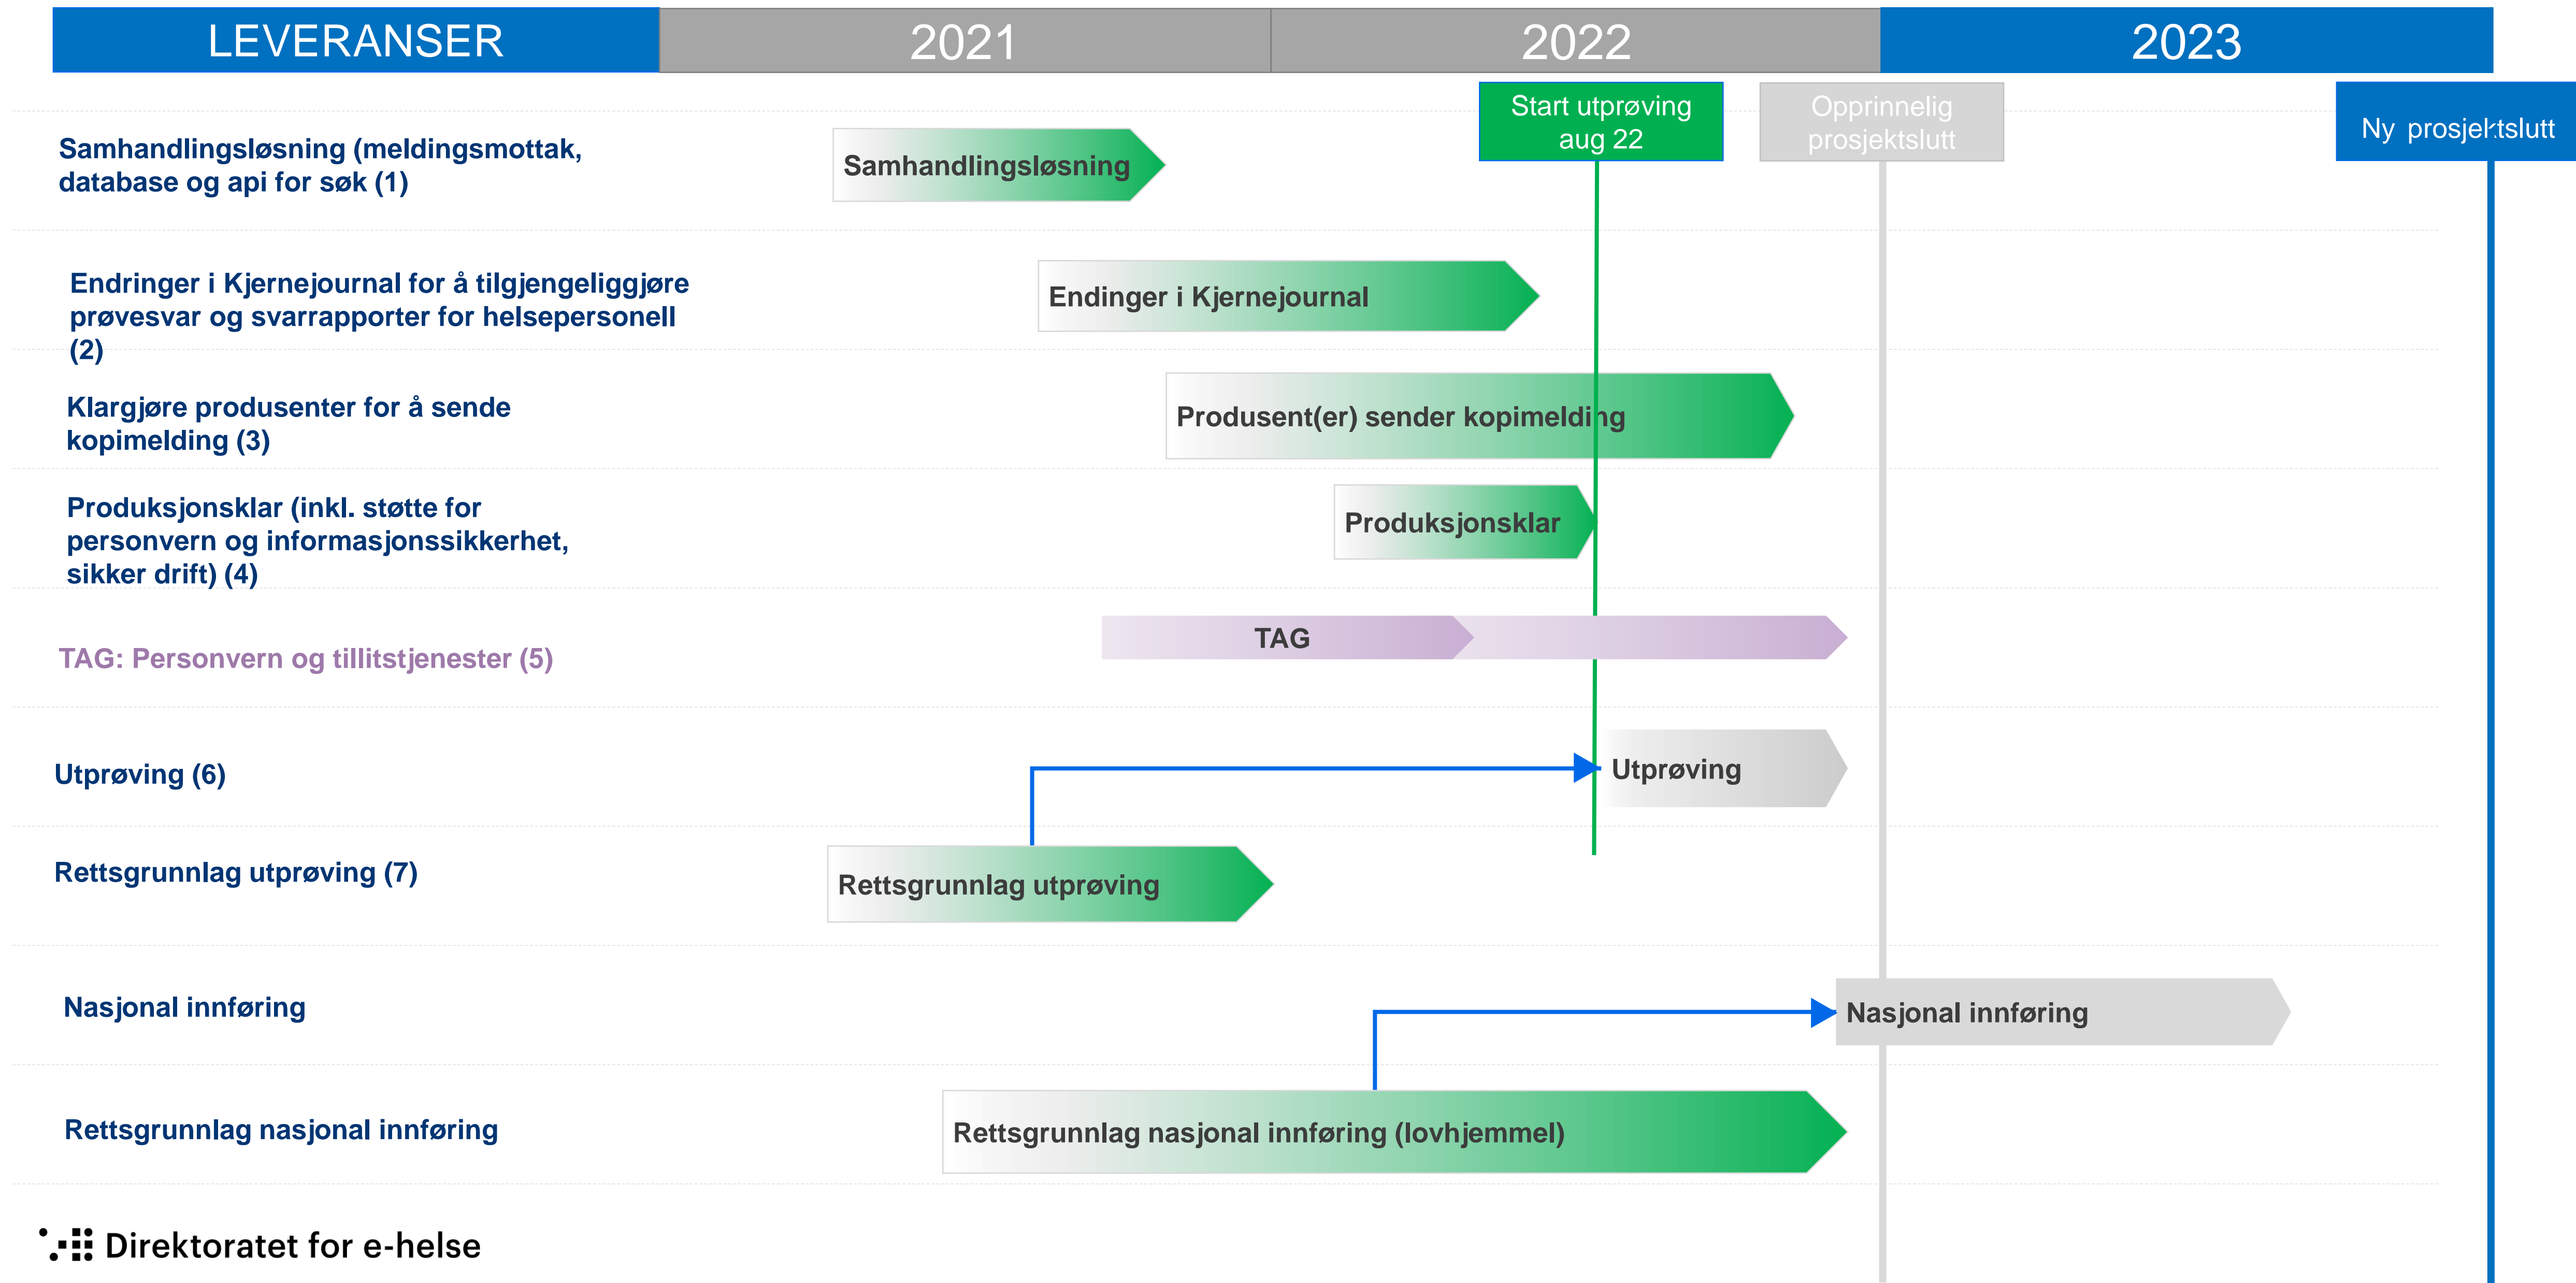 LEVERANSER
2021
2022
2023
Start utprøving
aug 22
Opprinnelig
prosjektslutt
Ny prosjektslutt
Samhandlingsløsning (meldingsmottak,
database og api for søk (1)
Samhandlingsløsning
Endringer i Kjernejournal for å tilgjengeliggjøre
prøvesvar og svarrapporter for helsepersonell
(2)
Endinger i Kjernejournal
Klargjøre produsenter for å sende
kopimelding (3)
Produsent(er) sender kopimelding
Produksjonsklar (inkl. støtte for
personvern og informasjonssikkerhet,
sikker drift) (4)
Produksjonsklar
TAG: Personvern og tillitstjenester (5)
TAG
Utprøving (6)
Utprøving
Rettsgrunnlag utprøving (7)
Rettsgrunnlag utprøving
Nasjonal innføring
Nasjonal innføring
Rettsgrunnlag nasjonal innføring
Rettsgrunnlag nasjonal innføring (lovhjemmel)
Direktoratet for e-helse